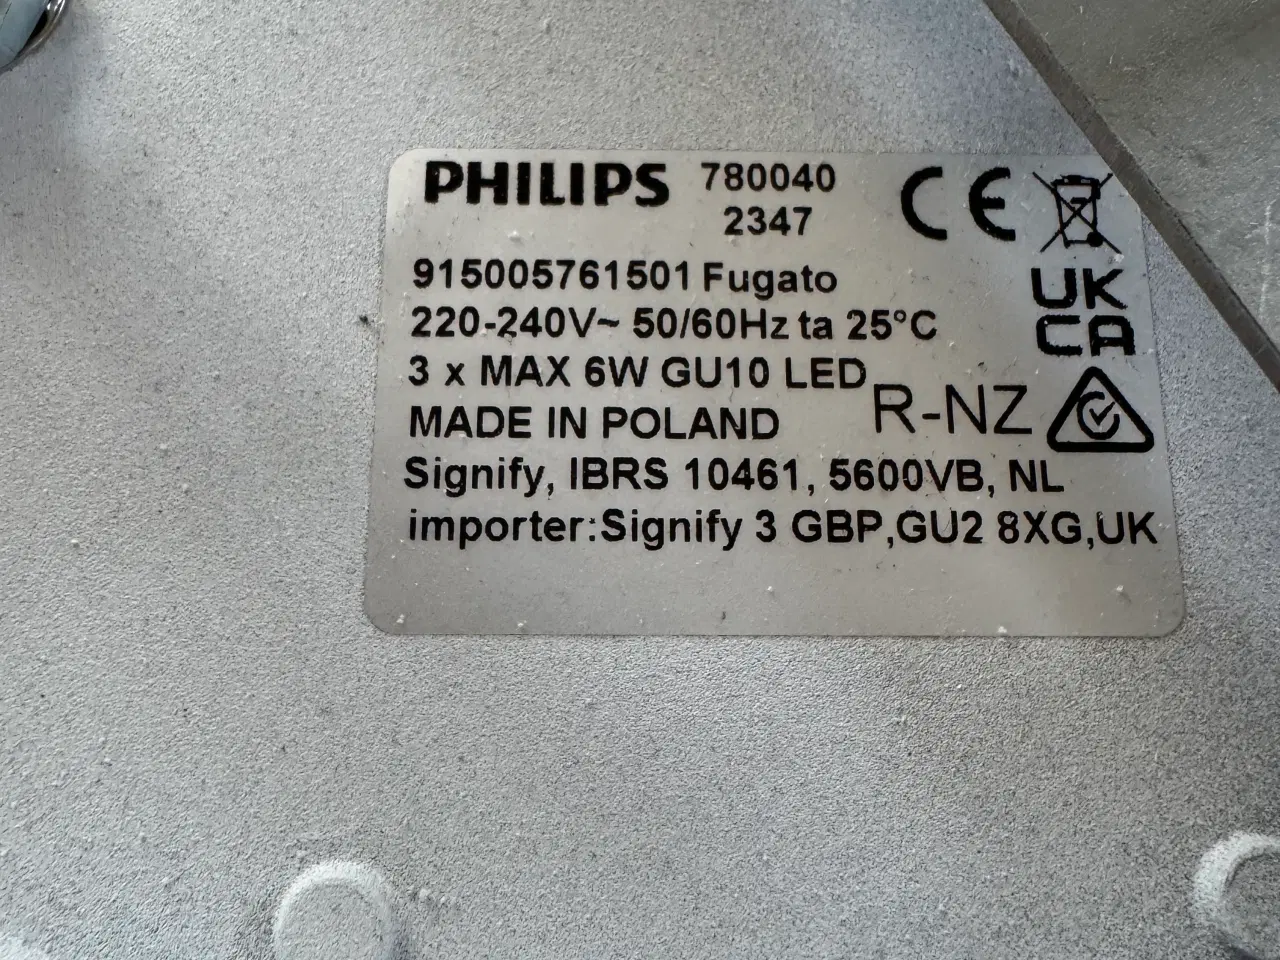 PHILIPS 780040
2347
CE
915005761501 Fugato
UK
CA
220-240V~ 50/60Hz ta 25°C
3 x MAX 6W GU10 LED
R-NZ
MADE IN POLAND
Signify, IBRS 10461, 5600VB, NL
importer:Signify 3 GBP,GU2 8XG,UK